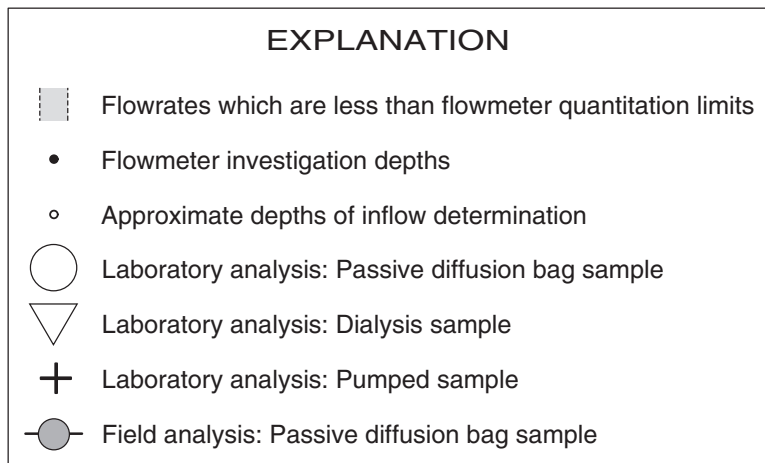 EXPLANATION
Flowrates which are less than flowmeter quantitation limits
Flowmeter investigation depths
Approximate depths of inflow determination
Laboratory analysis: Passive diffusion bag sample
Laboratory analysis: Dialysis sample
Laboratory analysis: Pumped sample
Field analysis: Passive diffusion bag sample